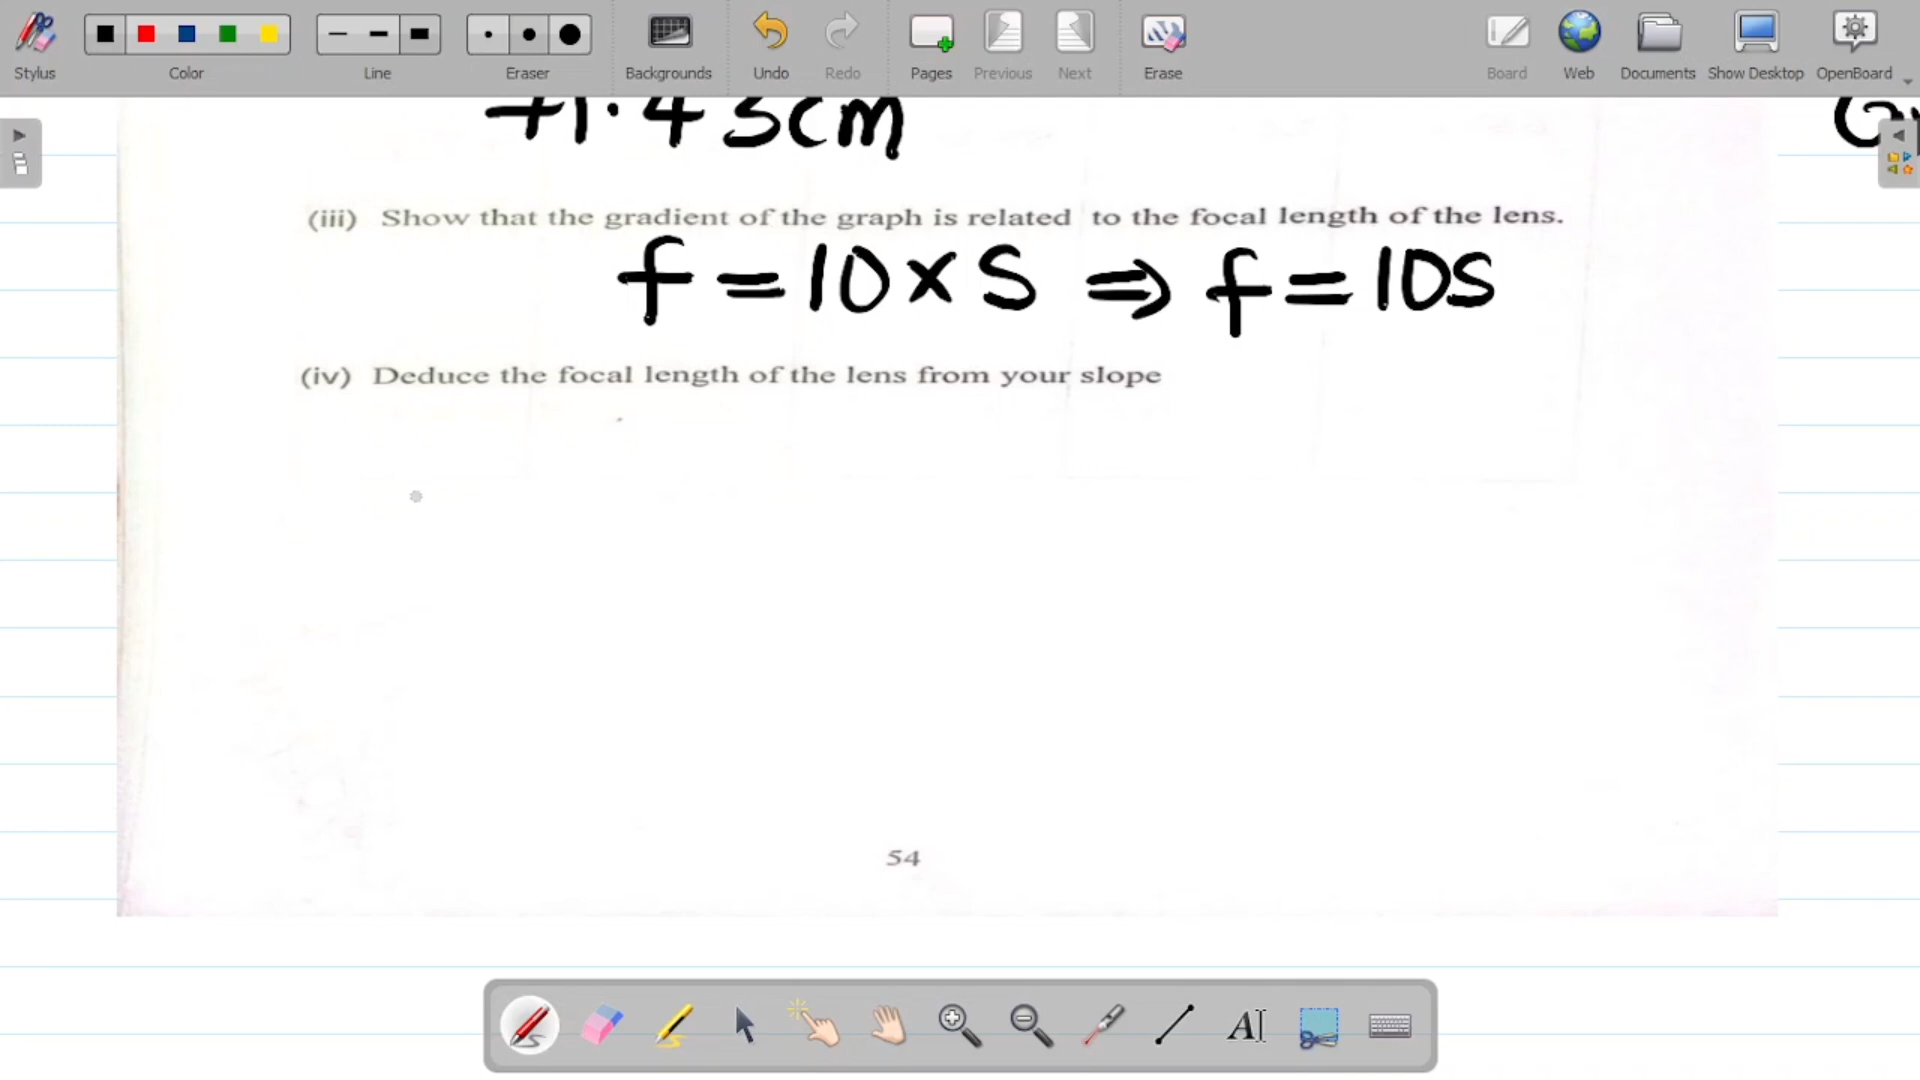 Stylus
Color
Line
Eraser
Backgrounds
Undo
Redo
Pages
Previous
Next
Erase
Board
Web
Documents
Show Desktop
OpenBoard
+1.43cm
(iii) Show that the gradient of the graph is related to the focal length of the lens.
f = 10 × S ⇒ f = 10S
(iv) Deduce the focal length of the lens from your slope
54